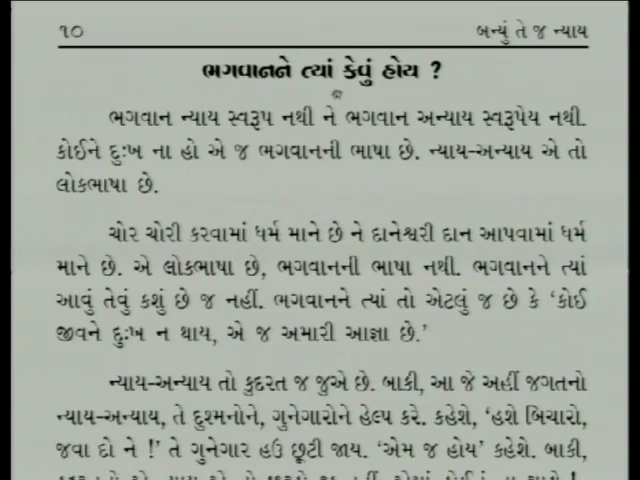 ૧૦ બન્યું તે જ ન્યાય
ભગવાનને ત્યાં કેવું હોય ?
ભગવાન ન્યાય સ્વરૂપ નથી ને ભગવાન અન્યાય સ્વરૂપેય નથી.
કોઈને દુઃખ ના હો એ જ ભગવાનની ભાષા છે. ન્યાય-અન્યાય એ તો
લોકભાષા છે.
ચોર ચોરી કરવામાં ધર્મ માને છે ને દાનેશ્વરી દાન આપવામાં ધર્મ
માને છે. એ લોકભાષા છે, ભગવાનની ભાષા નથી. ભગવાનને ત્યાં
આવું તેવું કશું છે જ નહીં. ભગવાનને ત્યાં તો એટલું જ છે કે ‘કોઈ
જીવને દુઃખ ન થાય, એ જ અમારી આજ્ઞા છે.’
ન્યાય-અન્યાય તો કુદરત જ જુએ છે. બાકી, આ જે અહીં જગતનો
ન્યાય-અન્યાય, તે દુશ્મનોને, ગુનેગારોને હેલ્પ કરે. કહેશે, ‘હશે બિચારો,
જવા દો ને !’ તે ગુનેગાર હઉ છૂટી જાય. ‘એમ જ હોય’ કહેશે. બાકી,